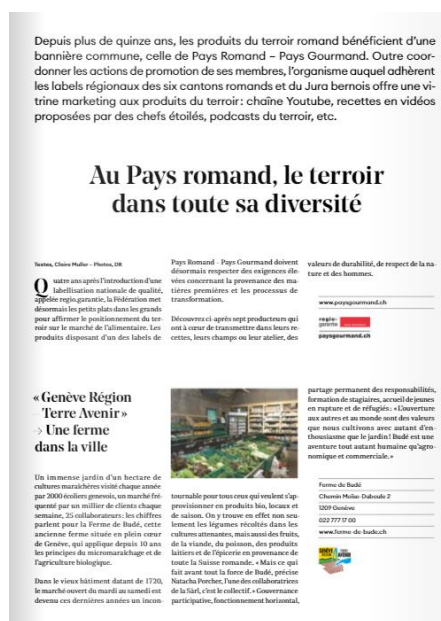 Depuis plus de quinze ans, les produits du terroir romand bénéficient d'une
bannière commune, celle de Pays Romand – Pays Gourmand. Outre coor-
donner les actions de promotion de ses membres, l'organisme auquel adhèrent
les labels régionaux des six cantons romands et du Jura bernois offre une vi-
trine marketing aux produits du terroir : chaîne Youtube, recettes en vidéos
proposées par des chefs étoilés, podcasts du terroir, etc.
Au Pays romand, le terroir
dans toute sa diversité
Textes, Claire Muller – Photos, DR
Quatre ans après l'introduction d'une
labellisation nationale de qualité,
appelée regio.garantie, la Fédération met
désormais les petits plats dans les grands
pour affirmer le positionnement du ter-
roir sur le marché de l'alimentaire. Les
produits disposant d'un des labels de
Pays Romand – Pays Gourmand doivent
désormais respecter des exigences éle-
vées concernant la provenance des ma-
tières premières et les processus de
transformation.
Découvrez ci-après sept producteurs qui
ont à cœur de transmettre dans leurs re-
cettes, leurs champs ou leur atelier, des
valeurs de durabilité, de respect de la na-
ture et des hommes.
www.paysgourmand.ch
regio-
garantie
paysgourmand.ch
« Genève Région
– Terre Avenir »
-> Une ferme
dans la ville
Un immense jardin d'un hectare de
cultures maraîchères visité chaque année
par 2000 écoliers genevois, un marché fré-
quenté par un millier de clients chaque
semaine, 25 collaborateurs : les chiffres
parlent pour la Ferme de Budé, cette
ancienne ferme située en plein cœur
de Genève, qui applique depuis 10 ans
les principes du micromaraîchage et de
l'agriculture biologique.
Dans le vieux bâtiment datant de 1720,
le marché ouvert du mardi au samedi est
devenu ces dernières années un incon-
tournable pour tous ceux qui veulent s'ap-
provisionner en produits bio, locaux et
de saison. On y trouve en effet non seu-
lement les légumes récoltés dans les
cultures attenantes, mais aussi des fruits,
de la viande, du poisson, des produits
laitiers et de l'épicerie en provenance de
toute la Suisse romande. « Mais ce qui
fait avant tout la force de Budé, précise
Natacha Porcher, l'une des collaboratrices
de la Sàrl, c'est le collectif. » Gouvernance
participative, fonctionnement horizontal,
partage permanent des responsabilités,
formation de stagiaires, accueil de jeunes
en rupture et de réfugiés : « L'ouverture
aux autres et au monde sont des valeurs
que nous cultivons avec autant d'en-
thousiasme que le jardin ! Budé est une
aventure tout autant humaine qu'agro-
nomique et commerciale. »
Ferme de Budé
Chemin Moïse-Duboule 2
1209 Genève
022 777 17 00
www.ferme-de-bude.ch